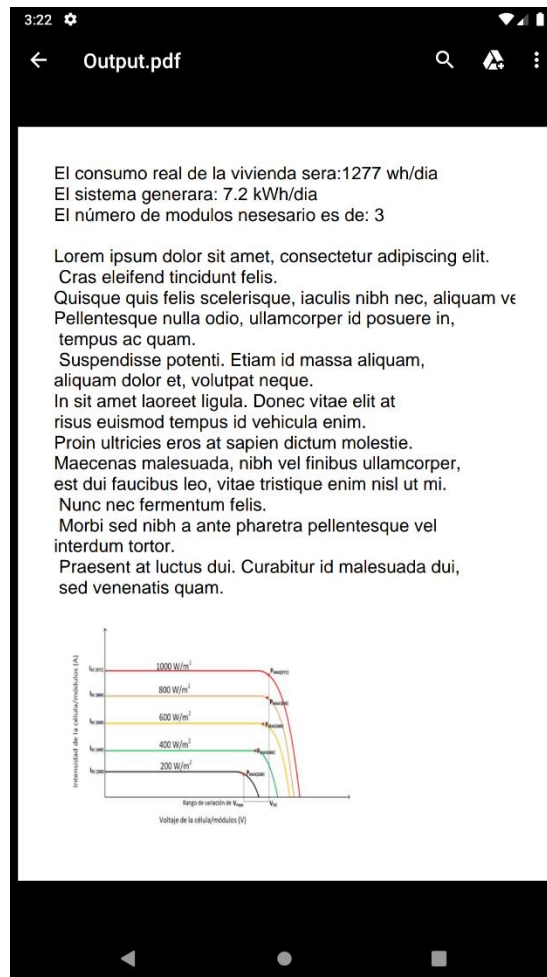 3:22
Output.pdf
El consumo real de la vivienda sera:1277 wh/dia
El sistema generara: 7.2 kWh/dia
El número de modulos nesesario es de: 3
Lorem ipsum dolor sit amet, consectetur adipiscing elit.
Cras eleifend tincidunt felis.
Quisque quis felis scelerisque, iaculis nibh nec, aliquam ve
Pellentesque nulla odio, ullamcorper id posuere in,
tempus ac quam.
Suspendisse potenti. Etiam id massa aliquam,
aliquam dolor et, volutpat neque.
In sit amet laoreet ligula. Donec vitae elit at
risus euismod tempus id vehicula enim.
Proin ultricies eros at sapien dictum molestie.
Maecenas malesuada, nibh vel finibus ullamcorper,
est dui faucibus leo, vitae tristique enim nisl ut mi.
Nunc nec fermentum felis.
Morbi sed nibh a ante pharetra pellentesque vel
interdum tortor.
Praesent at luctus dui. Curabitur id malesuada dui,
sed venenatis quam.
Intensidad de la célula/módulos (A)
1000 W/m²
800 W/m²
600 W/m²
400 W/m²
200 W/m²
Rango de variación de
Voltaje de la célula/módulos (V)